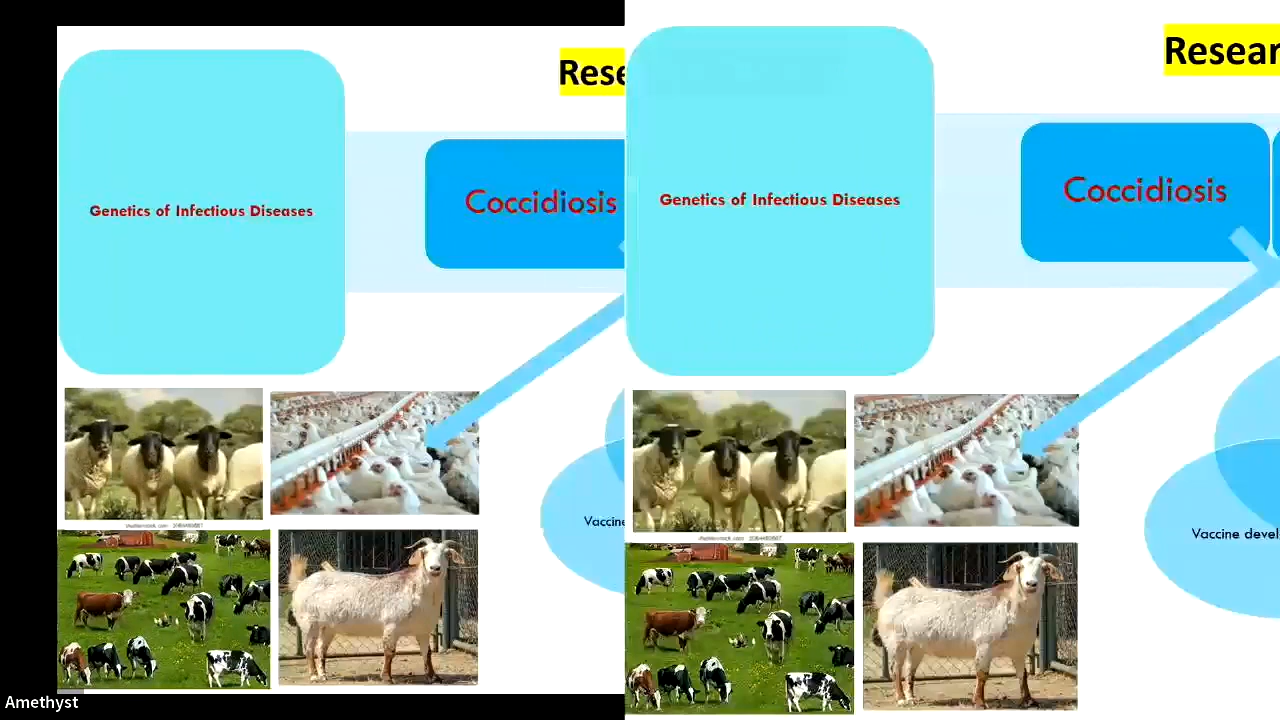 Rese
Genetics of Infectious Diseases
Coccidiosis
Vaccine
Amethyst
Resear
Genetics of Infectious Diseases
Coccidiosis
Vaccine devel